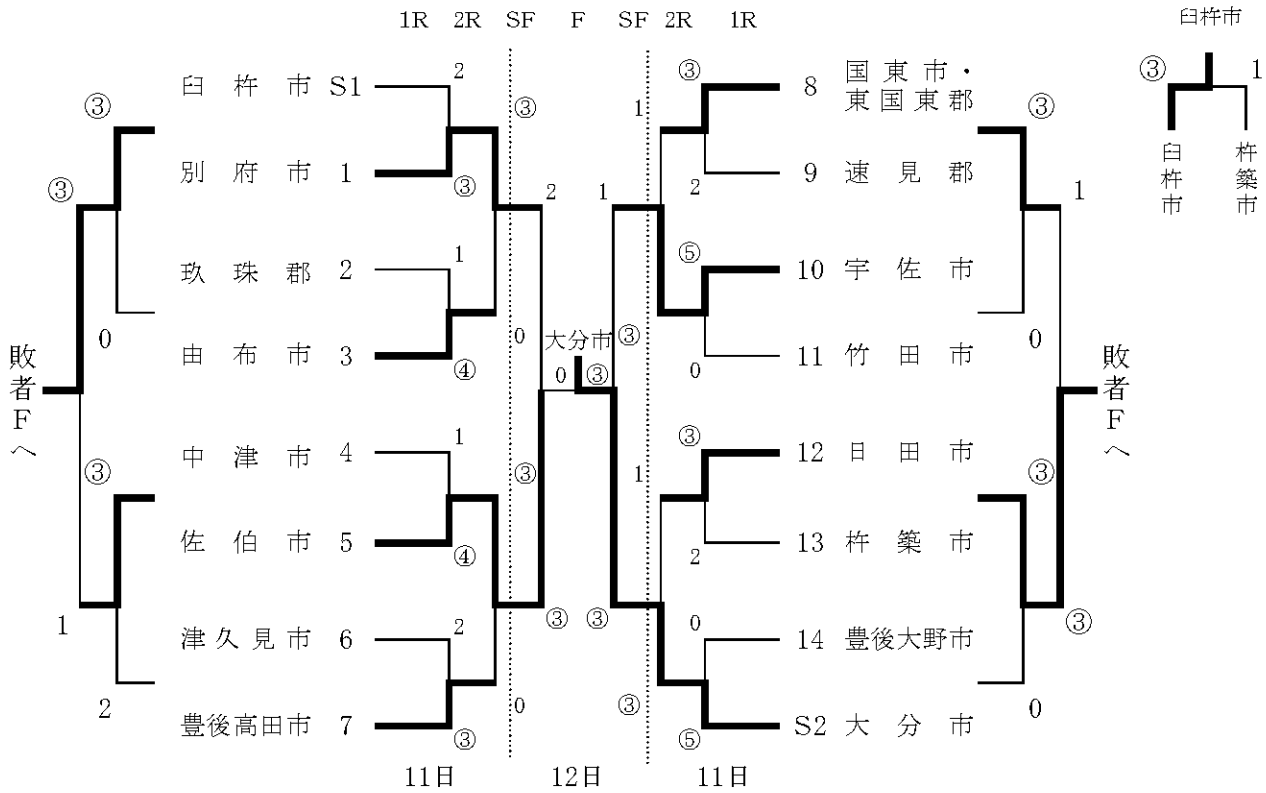 1R 2R SF F SF 2R 1R
臼杵市
③ 1
臼杵市
杵築市
臼杵市 S1
別府市 1
玖珠郡 2
由布市 3
中津市 4
佐伯市 5
津久見市 6
豊後高田市 7
2
③
1
④
1
④
2
③
③
0
③
0
2
③
大分市
0 ③
1
③
1
③
1
③
③
2
⑤
0
③
2
0
⑤
8 国東市・
東国東郡
9 速見郡
10 宇佐市
11 竹田市
12 日田市
13 杵築市
14 豊後大野市
S2 大分市
③
③
0
敗者Fへ
③
1
2
③
1
0
敗者Fへ
③
③
0
11日 12日 11日